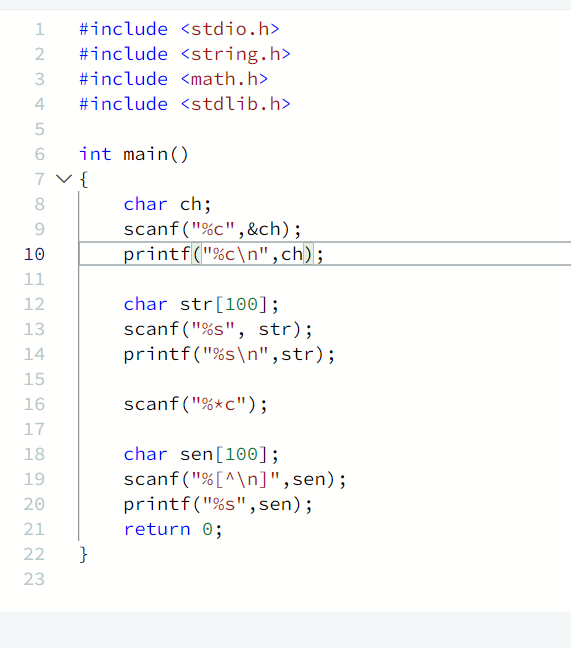 1 #include <stdio.h>
2 #include <string.h>
3 #include <math.h>
4 #include <stdlib.h>
5
6 int main()
7 {
8 char ch;
9 scanf("%c",&ch);
10 printf("%c\n",ch);
11
12 char str[100];
13 scanf("%s", str);
14 printf("%s\n",str);
15
16 scanf("%*c");
17
18 char sen[100];
19 scanf("%[^\n]",sen);
20 printf("%s",sen);
21 return 0;
22 }
23